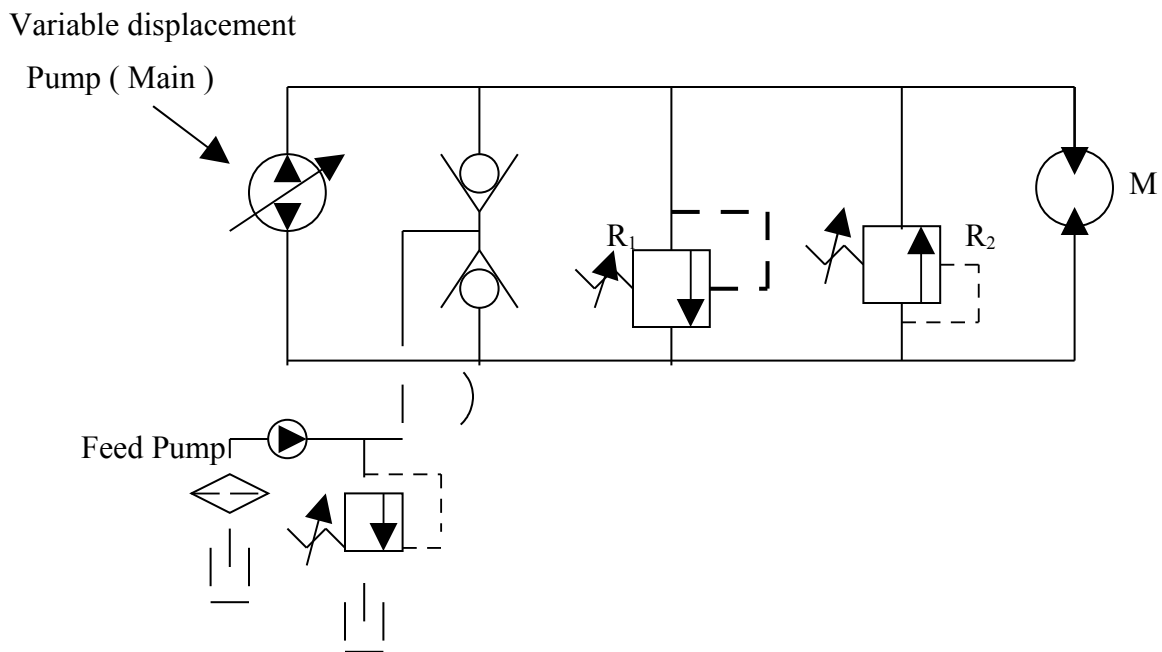 Variable displacement
Pump ( Main )
M
R₁
R₂
Feed Pump